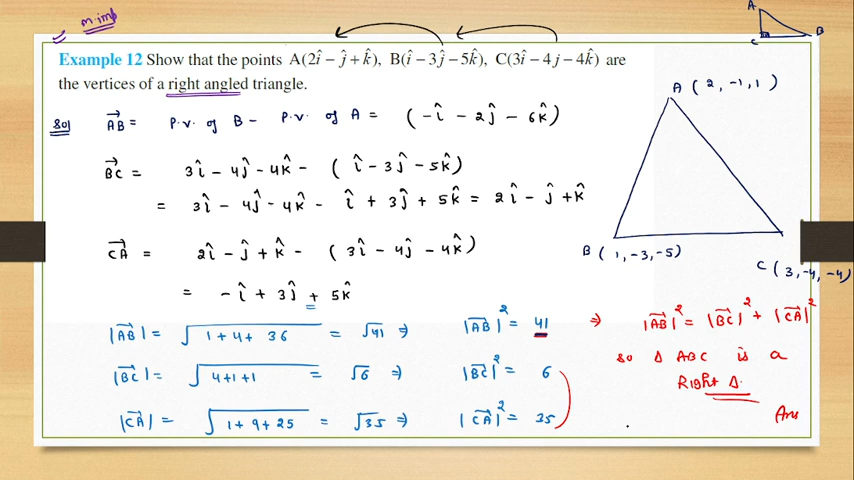 m.imp
Example 12 Show that the points A(2î − ĵ + k̂), B(î − 3ĵ − 5k̂), C(3î − 4j − 4k̂) are
the vertices of a right angled triangle.
A
B
C
Sol AB→ = P.v. of B − P.v. of A = (−î − 2ĵ − 6k̂)
BC→ = 3î − 4ĵ − 4k̂ − (î − 3ĵ − 5k̂)
= 3î − 4ĵ − 4k̂ − î + 3ĵ + 5k̂ = 2î − ĵ + k̂
CA→ = 2î − ĵ + k̂ − (3î − 4ĵ − 4k̂)
= −î + 3ĵ + 5k̂
A (2, −1, 1)
B (1, −3, −5)
C (3, −4, −4)
|AB→| = √(1 + 4 + 36) = √41 ⇒ |AB→|² = 41
|BC→| = √(4+1+1) = √6 ⇒ |BC→|² = 6
|CA→| = √(1 + 9 + 25) = √35 ⇒ |CA→|² = 35
⇒ |AB→|² = |BC→|² + |CA→|²
so Δ ABC is a
Right Δ.
Ans